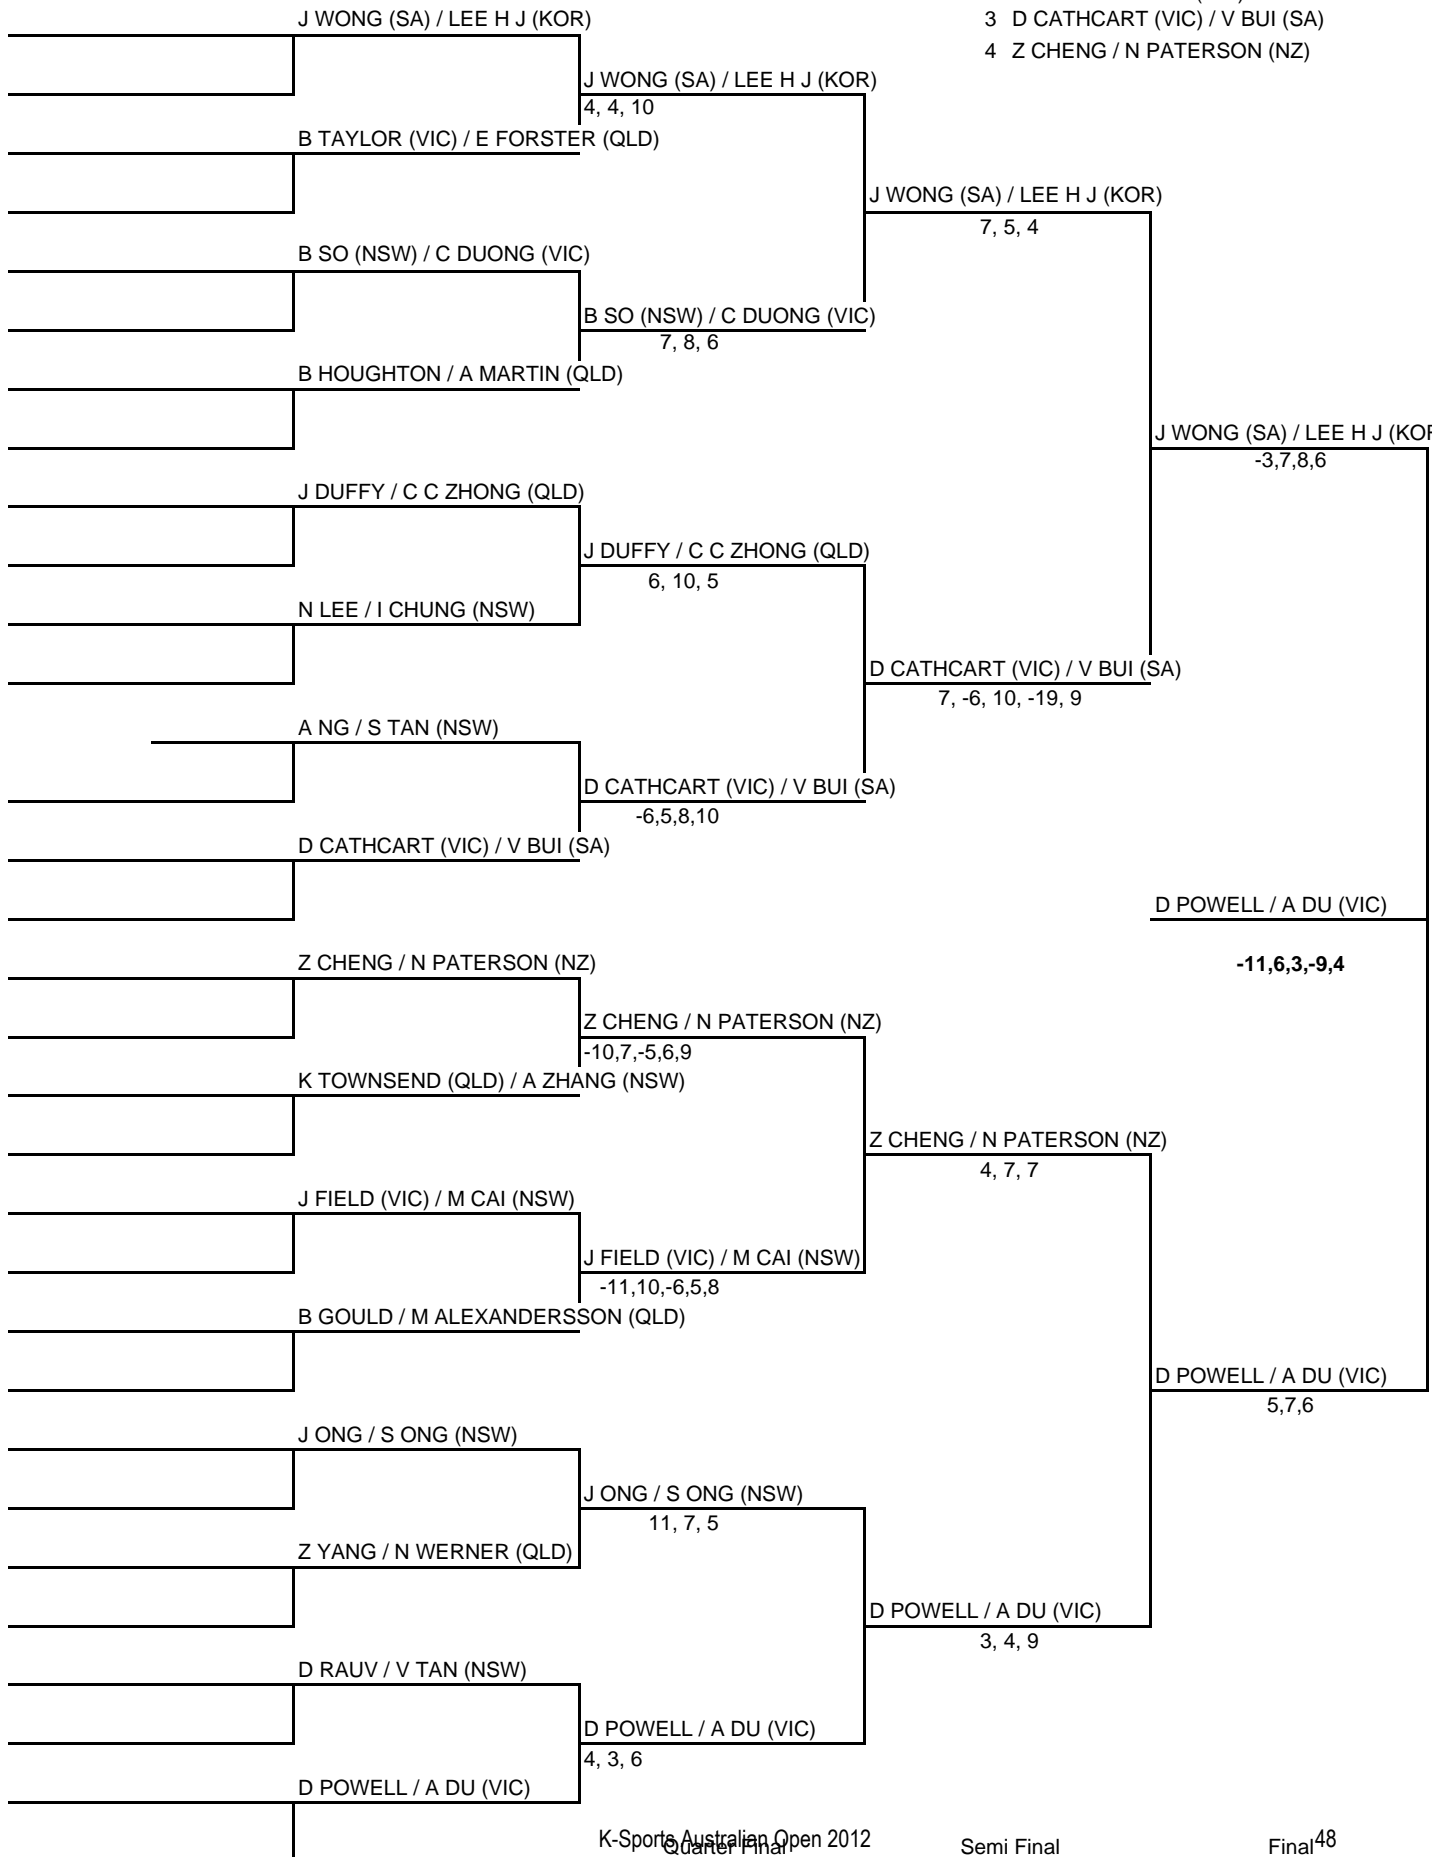 3 D CATHCART (VIC) / V BUI (SA)
4 Z CHENG / N PATERSON (NZ)
J WONG (SA) / LEE H J (KOR)
J WONG (SA) / LEE H J (KOR)
4, 4, 10
B TAYLOR (VIC) / E FORSTER (QLD)
J WONG (SA) / LEE H J (KOR)
7, 5, 4
B SO (NSW) / C DUONG (VIC)
B SO (NSW) / C DUONG (VIC)
7, 8, 6
B HOUGHTON / A MARTIN (QLD)
J WONG (SA) / LEE H J (KOR
-3,7,8,6
J DUFFY / C C ZHONG (QLD)
J DUFFY / C C ZHONG (QLD)
6, 10, 5
N LEE / I CHUNG (NSW)
D CATHCART (VIC) / V BUI (SA)
7, -6, 10, -19, 9
A NG / S TAN (NSW)
D CATHCART (VIC) / V BUI (SA)
-6,5,8,10
D CATHCART (VIC) / V BUI (SA)
D POWELL / A DU (VIC)
-11,6,3,-9,4
Z CHENG / N PATERSON (NZ)
Z CHENG / N PATERSON (NZ)
-10,7,-5,6,9
K TOWNSEND (QLD) / A ZHANG (NSW)
Z CHENG / N PATERSON (NZ)
4, 7, 7
J FIELD (VIC) / M CAI (NSW)
J FIELD (VIC) / M CAI (NSW)
-11,10,-6,5,8
B GOULD / M ALEXANDERSSON (QLD)
D POWELL / A DU (VIC)
5,7,6
J ONG / S ONG (NSW)
J ONG / S ONG (NSW)
11, 7, 5
Z YANG / N WERNER (QLD)
D POWELL / A DU (VIC)
3, 4, 9
D RAUV / V TAN (NSW)
D POWELL / A DU (VIC)
4, 3, 6
D POWELL / A DU (VIC)
K-Sports Australian Open 2012
Quarter Final
Semi Final
Final
48